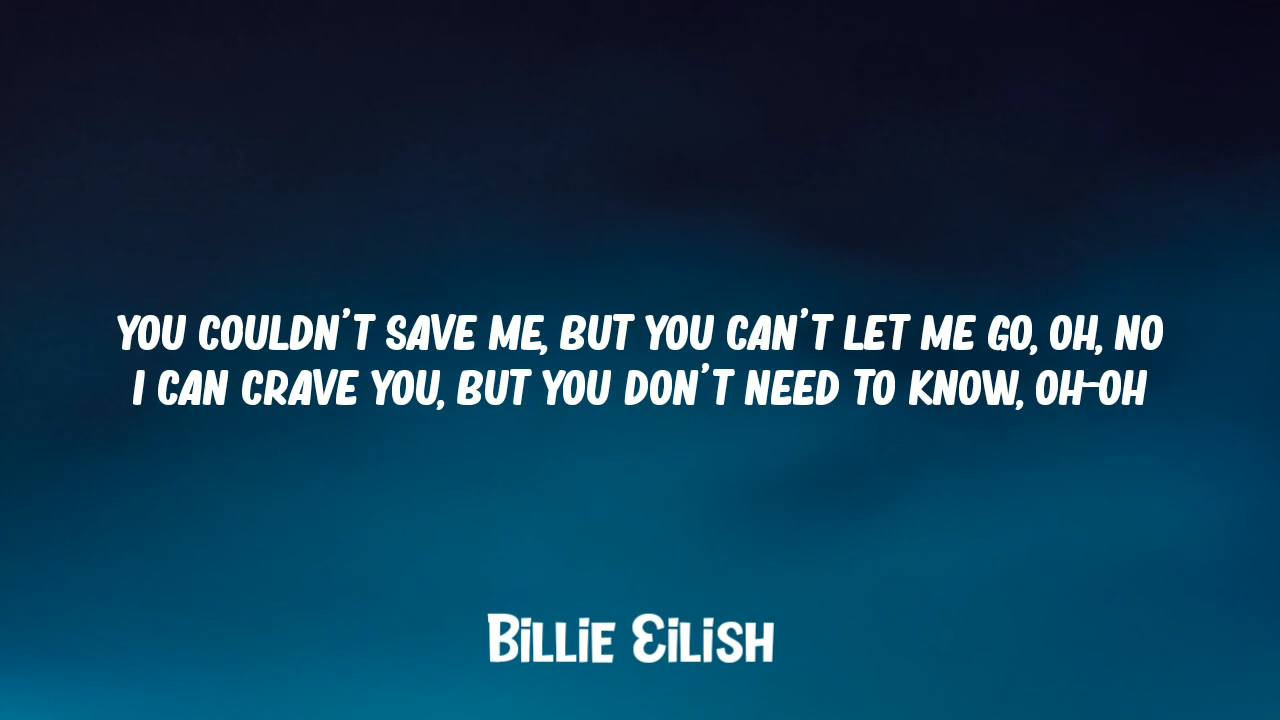 YOU COULDN'T SAVE ME, BUT YOU CAN'T LET ME GO, OH, NO
I CAN CRAVE YOU, BUT YOU DON'T NEED TO KNOW, OH-OH
BILLIE EILISH